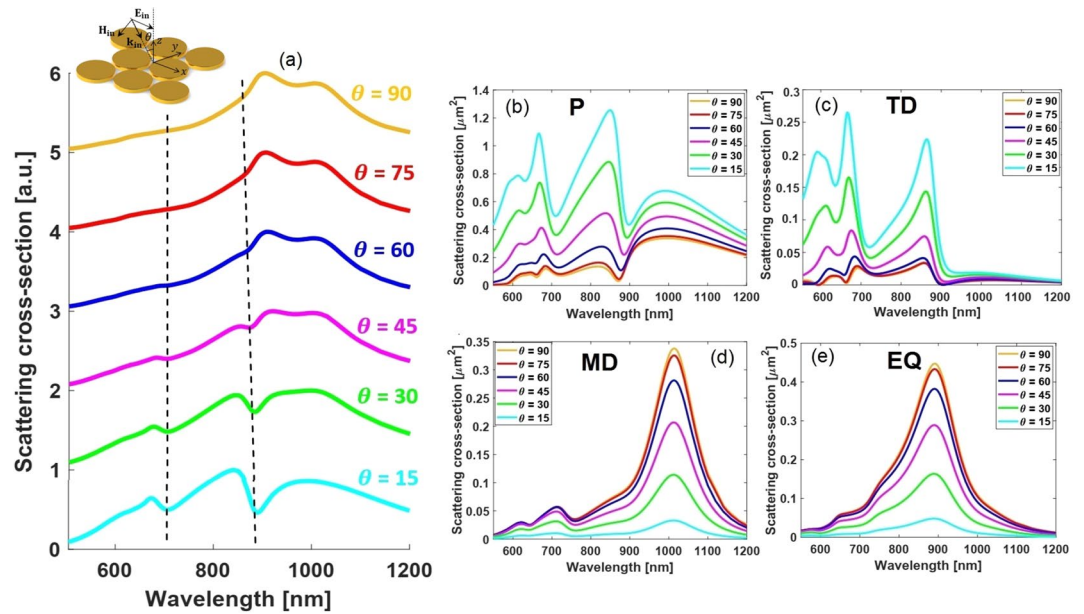 E_in
H_in
k_in
θ
z
y
x
(a)
Scattering cross-section [a.u.]
6
5
4
3
2
1
0
θ = 90
θ = 75
θ = 60
θ = 45
θ = 30
θ = 15
600 800 1000 1200
Wavelength [nm]
(b) P
Scattering cross-section [μm²]
1.4
1.2
1
0.8
0.6
0.4
0.2
0
θ = 90
θ = 75
θ = 60
θ = 45
θ = 30
θ = 15
600 700 800 900 1000 1100 1200
Wavelength [nm]
(c) TD
Scattering cross-section [μm²]
0.3
0.25
0.2
0.15
0.1
0.05
0
θ = 90
θ = 75
θ = 60
θ = 45
θ = 30
θ = 15
600 700 800 900 1000 1100 1200
Wavelength [nm]
MD (d)
Scattering cross-section [μm²]
0.35
0.3
0.25
0.2
0.15
0.1
0.05
0
θ = 90
θ = 75
θ = 60
θ = 45
θ = 30
θ = 15
600 700 800 900 1000 1100 1200
Wavelength [nm]
(e) EQ
Scattering cross-section [μm²]
0.5
0.4
0.3
0.2
0.1
0
θ = 90
θ = 75
θ = 60
θ = 45
θ = 30
θ = 15
600 700 800 900 1000 1100 1200
Wavelength [nm]